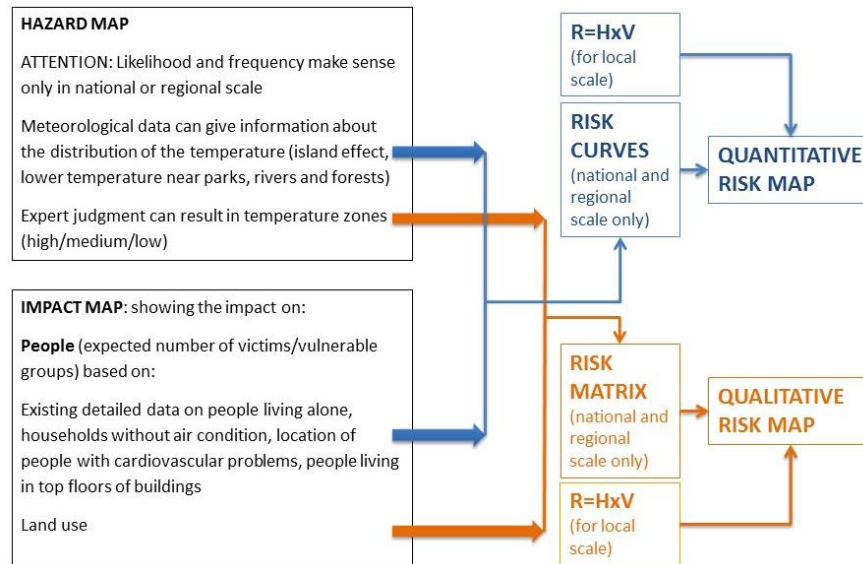 HAZARD MAP
ATTENTION: Likelihood and frequency make sense
only in national or regional scale
Meteorological data can give information about
the distribution of the temperature (island effect,
lower temperature near parks, rivers and forests)
Expert judgment can result in temperature zones
(high/medium/low)
IMPACT MAP: showing the impact on:
People (expected number of victims/vulnerable
groups) based on:
Existing detailed data on people living alone,
households without air condition, location of
people with cardiovascular problems, people living
in top floors of buildings
Land use
R=HxV
(for local
scale)
RISK
CURVES
(national and
regional
scale only)
QUANTITATIVE
RISK MAP
RISK
MATRIX
(national and
regional
scale only)
QUALITATIVE
RISK MAP
R=HxV
(for local
scale)